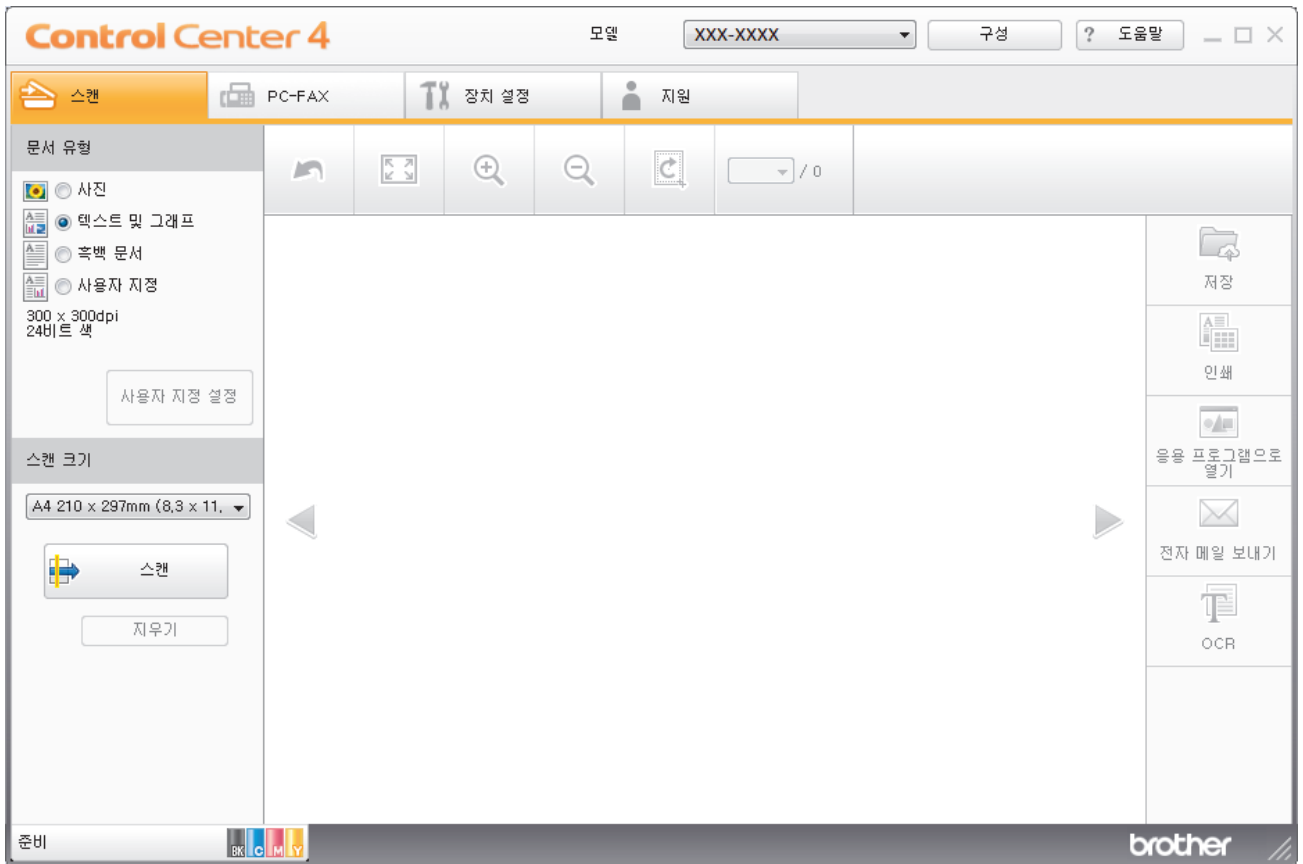 Control Center 4
모델
XXX-XXXX
구성
? 도움말
스캔
PC-FAX
장치 설정
지원
문서 유형
사진
텍스트 및 그래프
흑백 문서
사용자 지정
300 x 300dpi
24비트 색
사용자 지정 설정
스캔 크기
A4 210 x 297mm (8.3 x 11.
스캔
지우기
/ 0
저장
인쇄
응용 프로그램으로
열기
전자 메일 보내기
OCR
준비
BK C M Y
brother